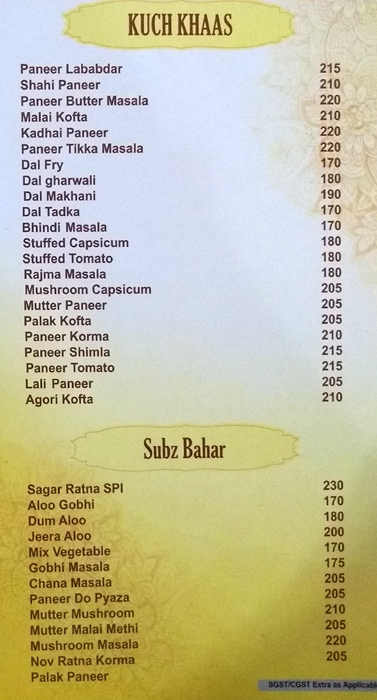 KUCH KHAAS
Paneer Lababdar 215
Shahi Paneer 210
Paneer Butter Masala 220
Malai Kofta 210
Kadhai Paneer 220
Paneer Tikka Masala 220
Dal Fry 170
Dal gharwali 180
Dal Makhani 190
Dal Tadka 170
Bhindi Masala 170
Stuffed Capsicum 180
Stuffed Tomato 180
Rajma Masala 180
Mushroom Capsicum 205
Mutter Paneer 205
Palak Kofta 205
Paneer Korma 210
Paneer Shimla 215
Paneer Tomato 215
Lali Paneer 205
Agori Kofta 210
Subz Bahar
Sagar Ratna SPI 230
Aloo Gobhi 170
Dum Aloo 180
Jeera Aloo 200
Mix Vegetable 170
Gobhi Masala 175
Chana Masala 205
Paneer Do Pyaza 205
Mutter Mushroom 210
Mutter Malai Methi 205
Mushroom Masala 220
Nov Ratna Korma 205
Palak Paneer
SGST/CGST Extra as Applicabl